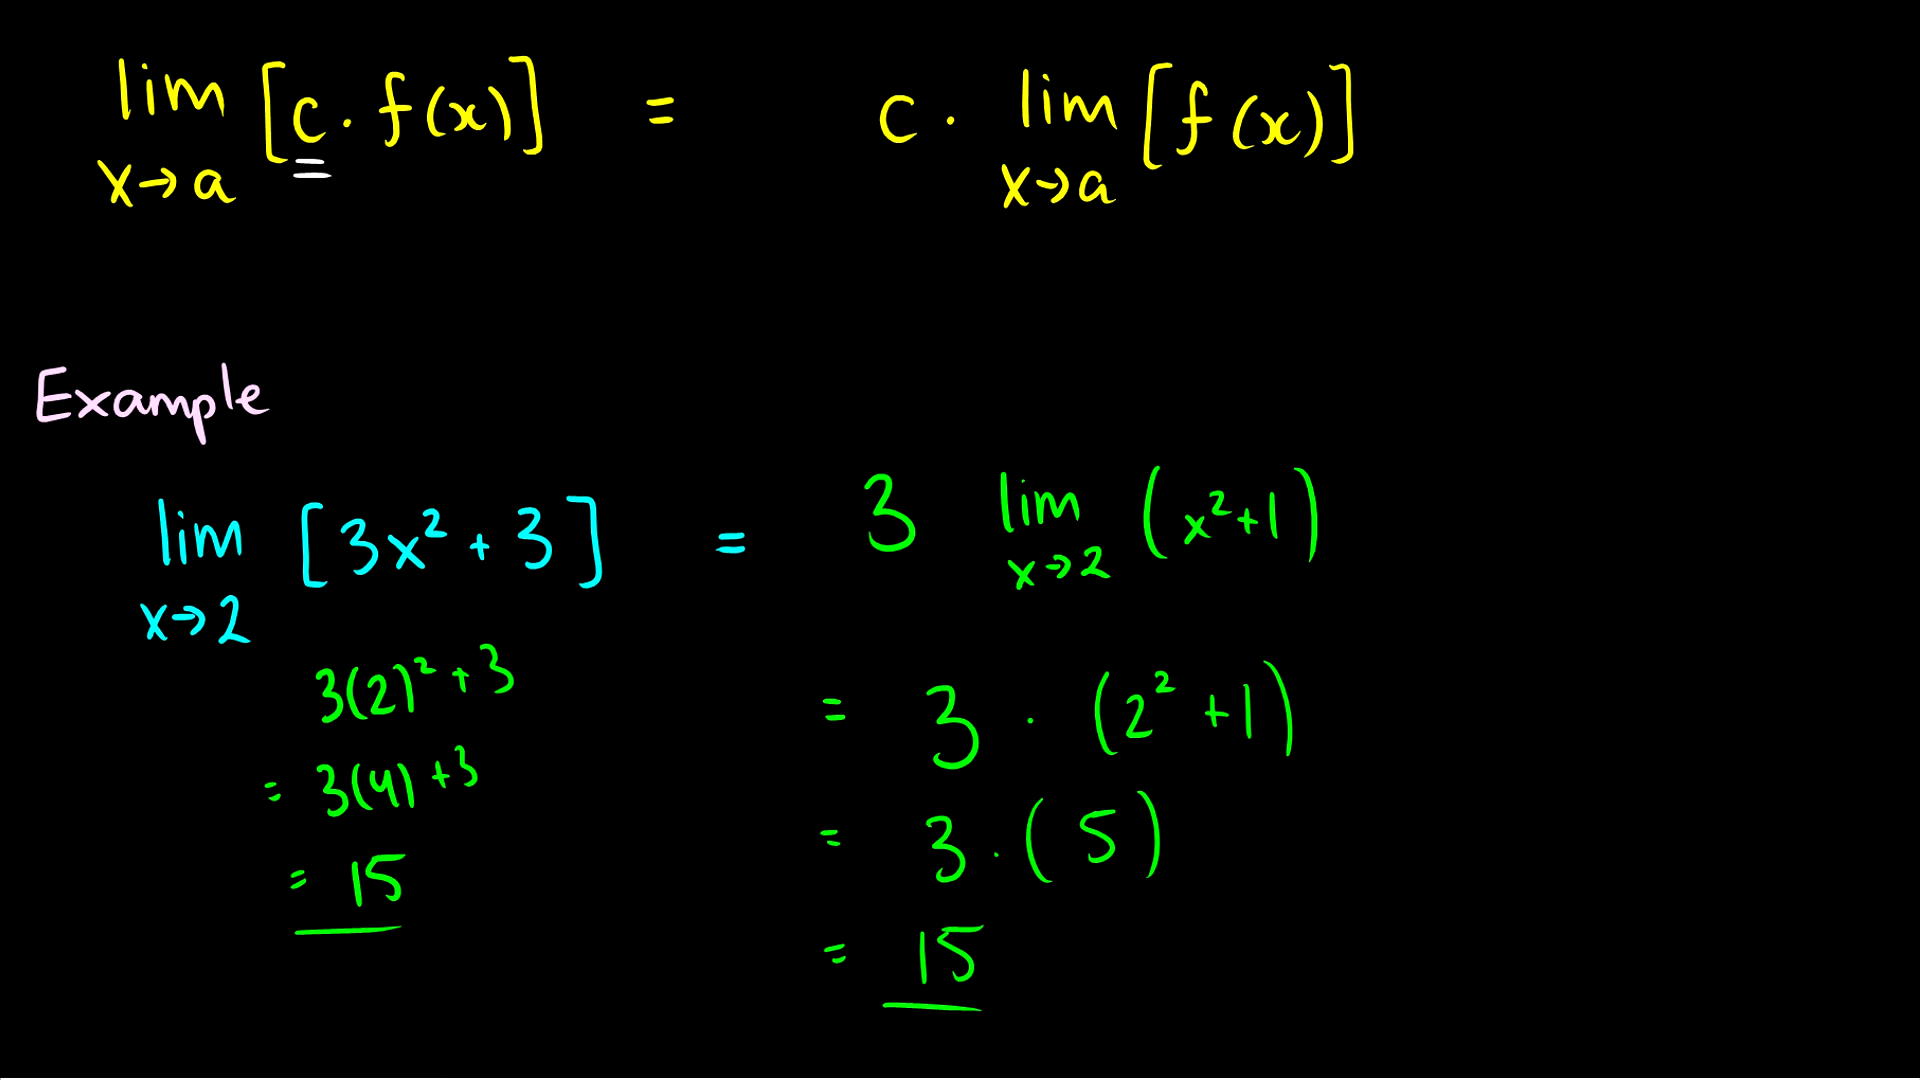 lim [c · f(x)] = c · lim [f(x)]
x→a x→a
Example
lim [3x² + 3] = 3 lim (x²+1)
x→2 x→2
3(2)² + 3
= 3 · (2² + 1)
= 3(4) + 3
= 3 · (5)
= 15
= 15